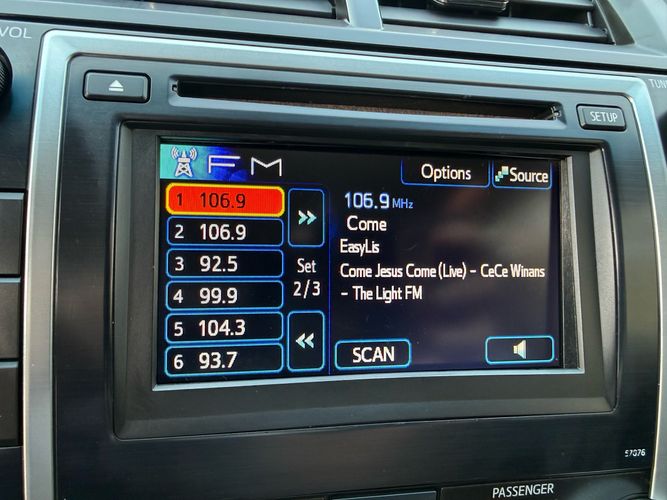 VOL
TUNE
SETUP
FM
Options
Source
1 106.9
2 106.9
3 92.5
4 99.9
5 104.3
6 93.7
Set
2/3
106.9 MHz
Come
EasyLis
Come Jesus Come (Live) - CeCe Winans
- The Light FM
SCAN
57076
PASSENGER